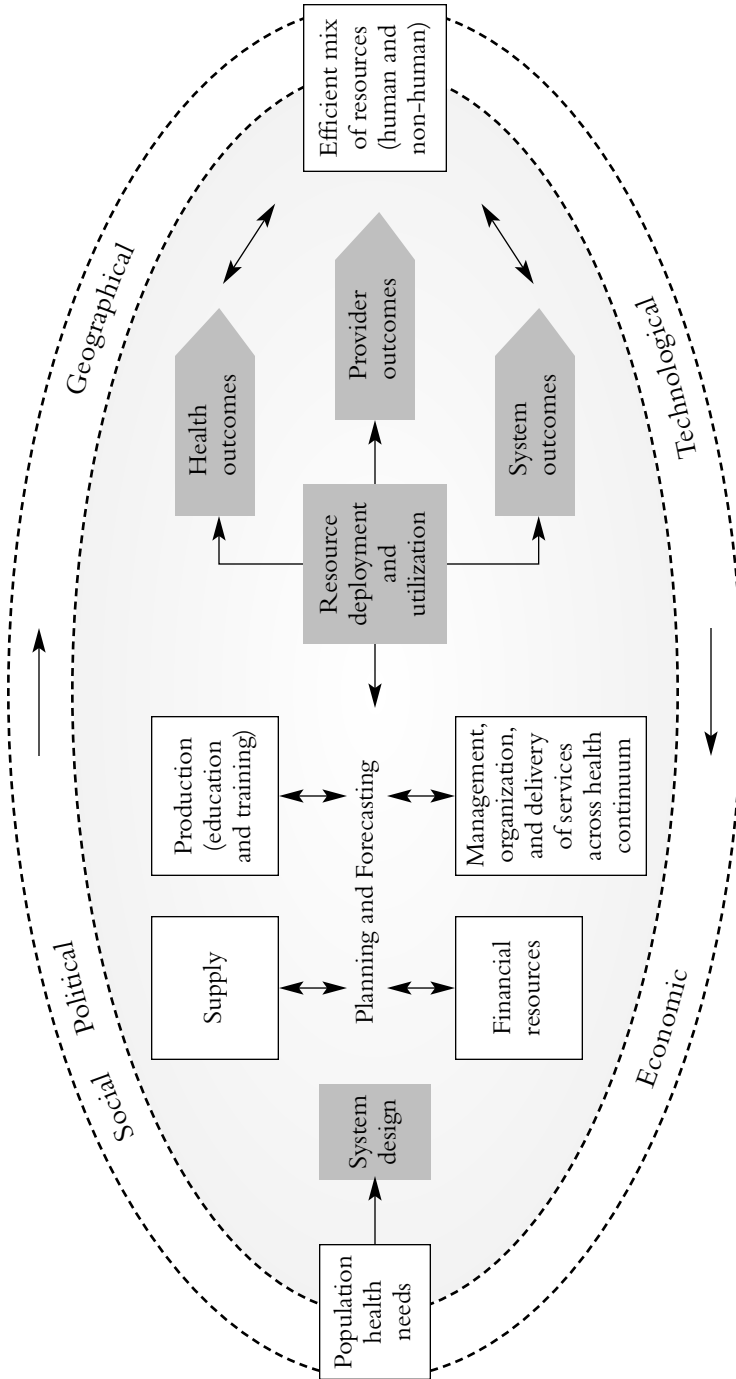 Social
Political
Geographical
Population
health
needs
System
design
Supply
Production
(education
and training)
Planning and Forecasting
Financial
resources
Management,
organization,
and delivery
of services
across health
continuum
Resource
deployment
and
utilization
Health
outcomes
Provider
outcomes
System
outcomes
Efficient mix
of resources
(human and
non-human)
Economic
Technological